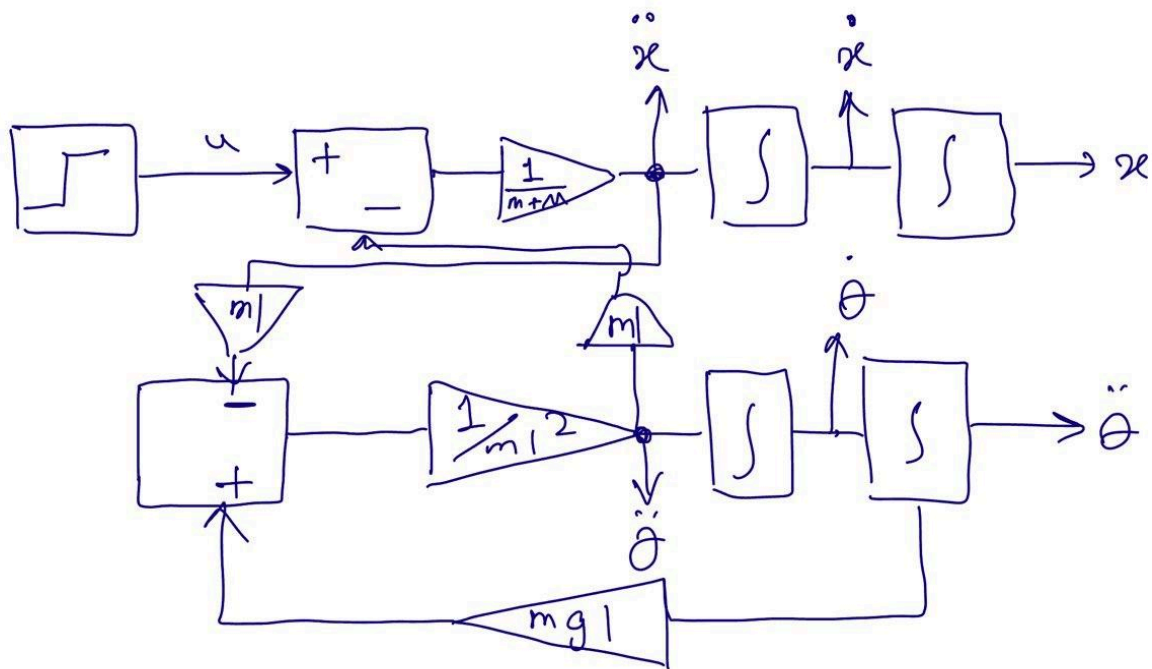 ẍ ẋ
u + − 1/m+M ∫ ∫ x
ml ml θ̇
− + 1/ml² ∫ ∫ θ̈
θ̈
mgl